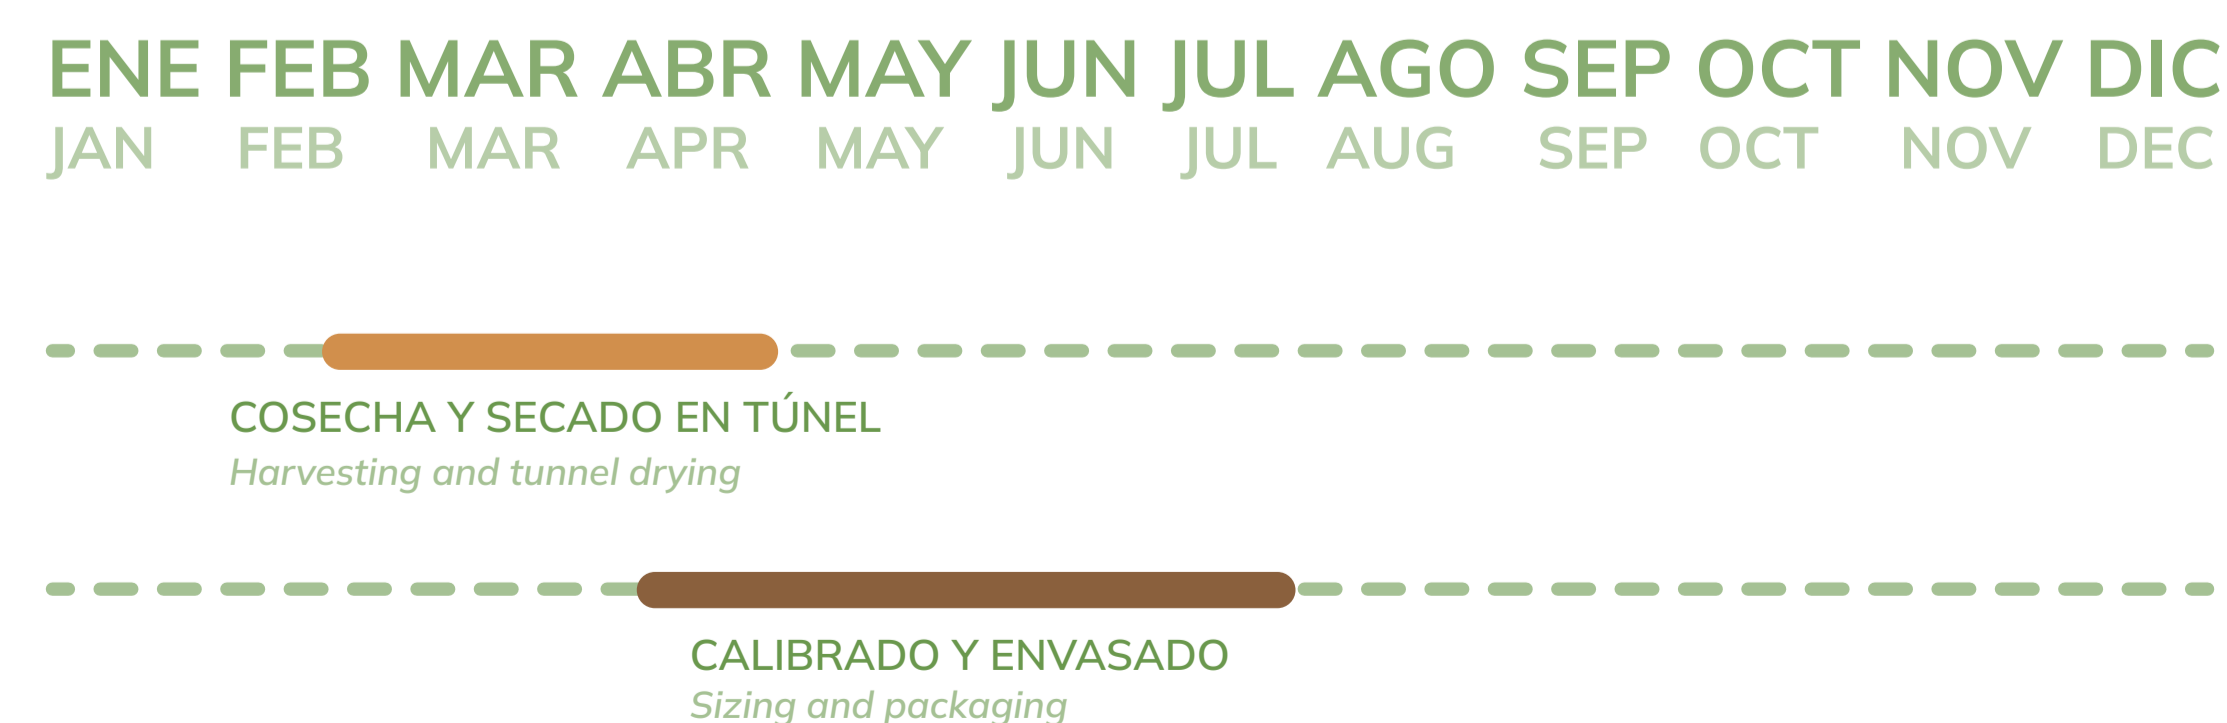 ENE FEB MAR ABR MAY JUN JUL AGO SEP OCT NOV DIC
JAN FEB MAR APR MAY JUN JUL AUG SEP OCT NOV DEC
COSECHA Y SECADO EN TÚNEL
Harvesting and tunnel drying
CALIBRADO Y ENVASADO
Sizing and packaging